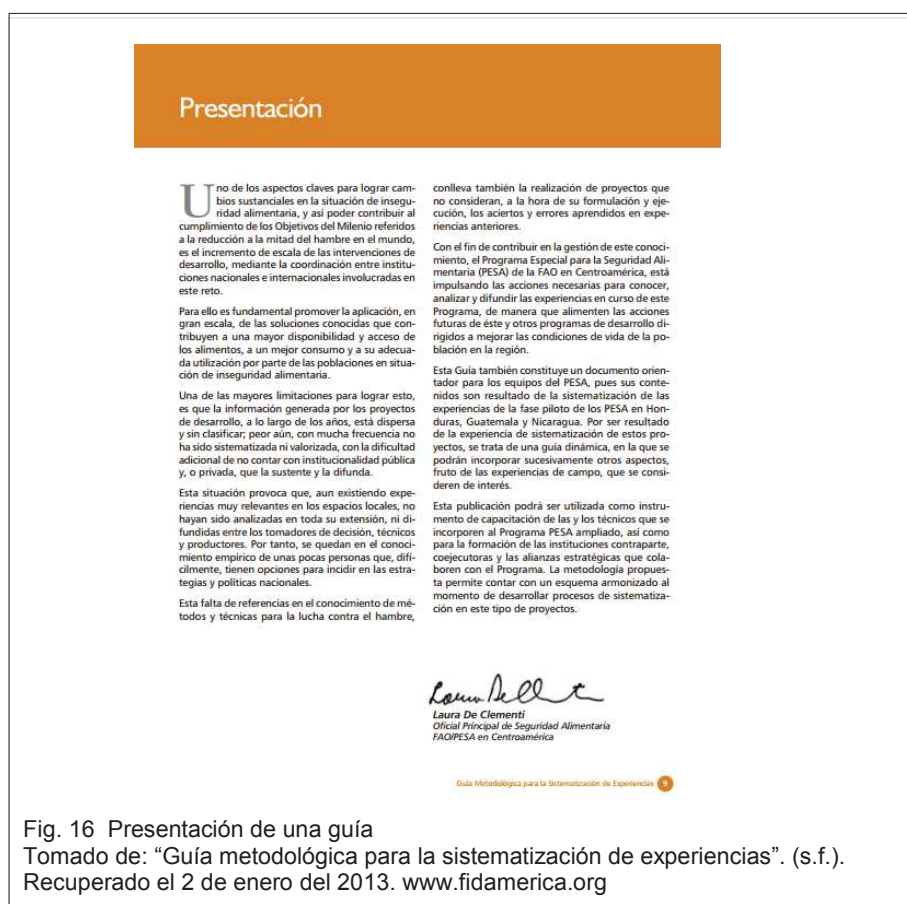 Presentación
Uno de los aspectos claves para lograr cam-
bios sustanciales en la situación de insegu-
ridad alimentaria, y así poder contribuir al
cumplimiento de los Objetivos del Milenio referidos
a la reducción a la mitad del hambre en el mundo,
es el incremento de escala de las intervenciones de
desarrollo, mediante la coordinación entre institu-
ciones nacionales e internacionales involucradas en
este reto.
Para ello es fundamental promover la aplicación, en
gran escala, de las soluciones conocidas que con-
tribuyen a una mayor disponibilidad y acceso de
los alimentos, a un mejor consumo y a su adecua-
da utilización por parte de las poblaciones en situa-
ción de inseguridad alimentaria.
Una de las mayores limitaciones para lograr esto,
es que la información generada por los proyectos
de desarrollo, a lo largo de los años, está dispersa
y sin clasificar; peor aún, con mucha frecuencia no
ha sido sistematizada ni valorizada, con la dificultad
adicional de no contar con institucionalidad pública
y, o privada, que la sustente y la difunda.
Esta situación provoca que, aun existiendo expe-
riencias muy relevantes en los espacios locales, no
hayan sido analizadas en toda su extensión, ni di-
fundidas entre los tomadores de decisión, técnicos
y productores. Por tanto, se quedan en el conoci-
miento empírico de unas pocas personas que, difí-
cilmente, tienen opciones para incidir en las estra-
tegias y políticas nacionales.
Esta falta de referencias en el conocimiento de mé-
todos y técnicas para la lucha contra el hambre,
conlleva también la realización de proyectos que
no consideran, a la hora de su formulación y eje-
cución, los aciertos y errores aprendidos en expe-
riencias anteriores.
Con el fin de contribuir en la gestión de este conoci-
miento, el Programa Especial para la Seguridad Ali-
mentaria (PESA) de la FAO en Centroamérica, está
impulsando las acciones necesarias para conocer,
analizar y difundir las experiencias en curso de este
Programa, de manera que alimenten las acciones
futuras de éste y otros programas de desarrollo di-
rigidos a mejorar las condiciones de vida de la po-
blación en la región.
Esta Guía también constituye un documento orien-
tador para los equipos del PESA, pues sus conte-
nidos son resultado de la sistematización de las
experiencias de la fase piloto de los PESA en Hon-
duras, Guatemala y Nicaragua. Por ser resultado
de la experiencia de sistematización de estos pro-
yectos, se trata de una guía dinámica, en la que se
podrán incorporar sucesivamente otros aspectos,
fruto de las experiencias de campo, que se consi-
deren de interés.
Esta publicación podrá ser utilizada como instru-
mento de capacitación de las y los técnicos que se
incorporen al Programa PESA ampliado, así como
para la formación de las instituciones contraparte,
coejecutoras y las alianzas estratégicas que cola-
boren con el Programa. La metodología propues-
ta permite contar con un esquema armonizado al
momento de desarrollar procesos de sistematiza-
ción en este tipo de proyectos.
Laura De Clementi
Oficial Principal de Seguridad Alimentaria
FAO/PESA en Centroamérica
Guía Metodológica para la Sistematización de Experiencias 9
Fig. 16 Presentación de una guía
Tomado de: “Guía metodológica para la sistematización de experiencias”. (s.f.).
Recuperado el 2 de enero del 2013. www.fidamerica.org